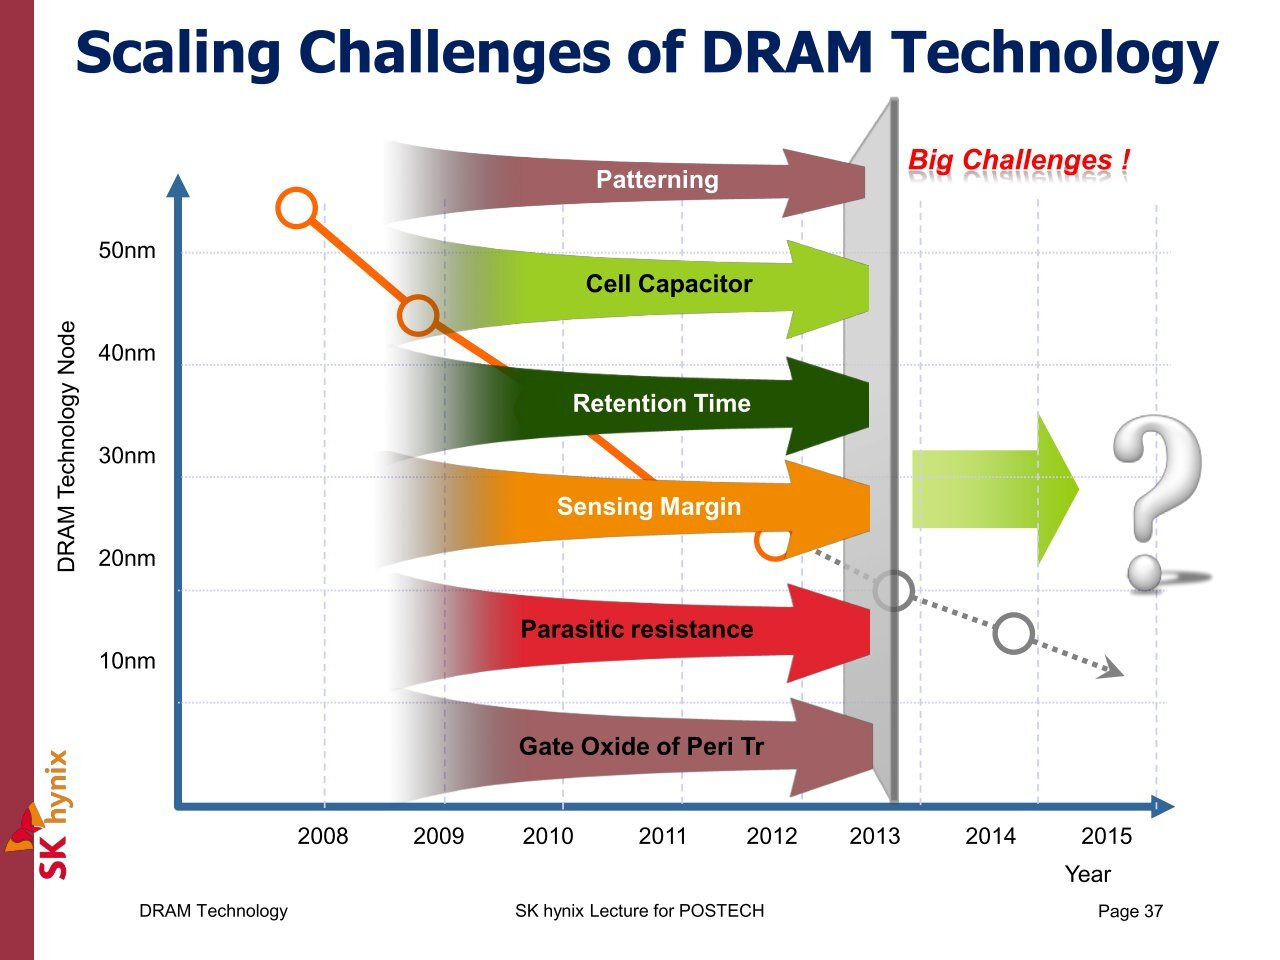 Scaling Challenges of DRAM Technology
Big Challenges !
Patterning
Cell Capacitor
Retention Time
Sensing Margin
Parasitic resistance
Gate Oxide of Peri Tr
?
DRAM Technology Node
50nm
40nm
30nm
20nm
10nm
2008 2009 2010 2011 2012 2013 2014 2015
Year
SK hynix
DRAM Technology SK hynix Lecture for POSTECH Page 37